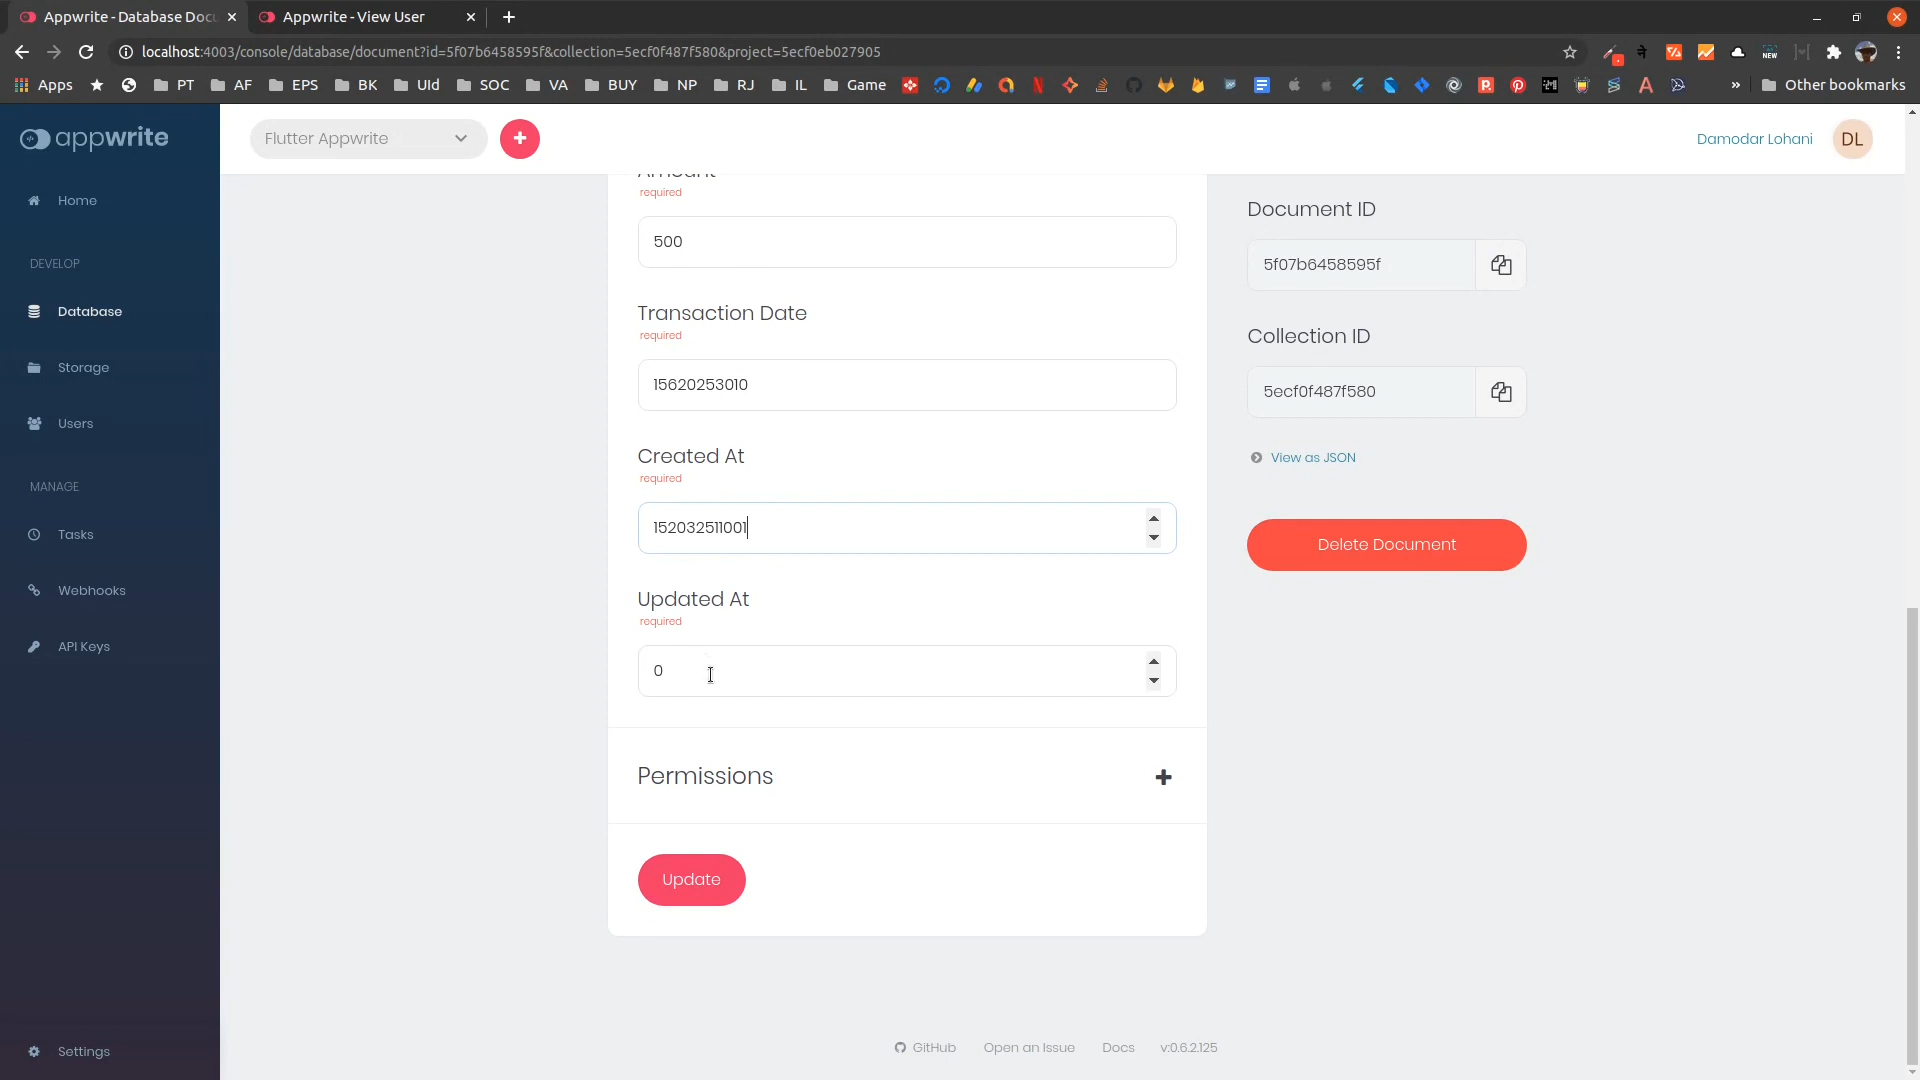 Appwrite - Database Docu
Appwrite - View User
localhost:4003/console/database/document?id=5f07b6458595f&collection=5ecf0f487f580&project=5ecf0eb027905
NEW
Apps
PT
AF
EPS
BK
UId
SOC
VA
BUY
NP
RJ
IL
Game
Other bookmarks
appwrite
Flutter Appwrite
Damodar Lohani
DL
Home
DEVELOP
Database
Storage
Users
MANAGE
Tasks
Webhooks
API Keys
Settings
Amount
required
500
Transaction Date
required
15620253010
Created At
required
152032511001
Updated At
required
0
Permissions
Update
Document ID
5f07b6458595f
Collection ID
5ecf0f487f580
View as JSON
Delete Document
GitHub
Open an Issue
Docs
v:0.6.2.125